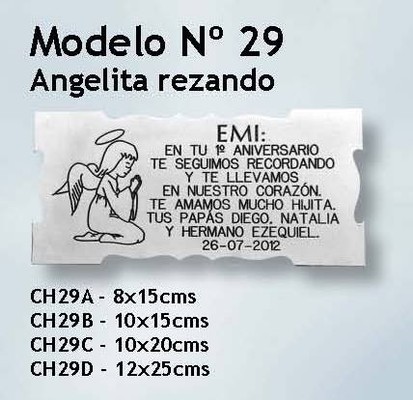 Modelo Nº 29
Angelita rezando
EMI:
EN TU 1º ANIVERSARIO
TE SEGUIMOS RECORDANDO
Y TE LLEVAMOS
EN NUESTRO CORAZÓN.
TE AMAMOS MUCHO HIJITA.
TUS PAPÁS DIEGO, NATALIA
Y HERMANO EZEQUIEL.
26-07-2012
CH29A - 8x15cms
CH29B - 10x15cms
CH29C - 10x20cms
CH29D - 12x25cms